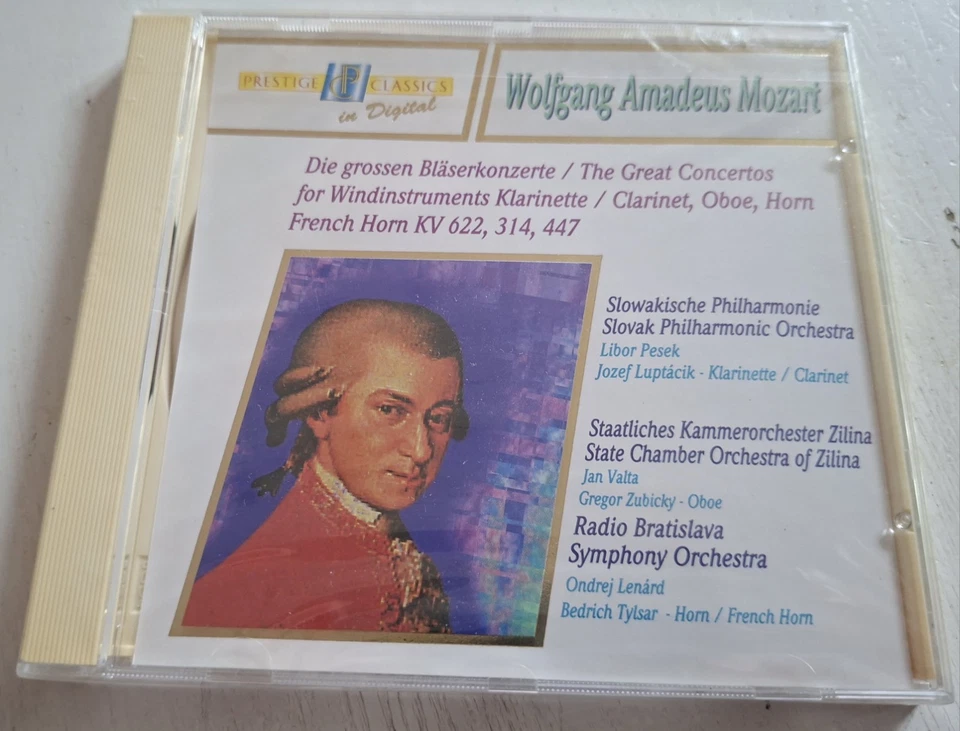 PRESTIGE CP CLASSICS
in Digital
Wolfgang Amadeus Mozart
Die grossen Bläserkonzerte / The Great Concertos
for Windinstruments Klarinette / Clarinet, Oboe, Horn
French Horn KV 622, 314, 447
Slowakische Philharmonie
Slovak Philharmonic Orchestra
Libor Pesek
Jozef Luptácik - Klarinette / Clarinet
Staatliches Kammerorchester Zilina
State Chamber Orchestra of Zilina
Jan Valta
Gregor Zubicky - Oboe
Radio Bratislava
Symphony Orchestra
Ondrej Lenárd
Bedrich Tylsar - Horn / French Horn